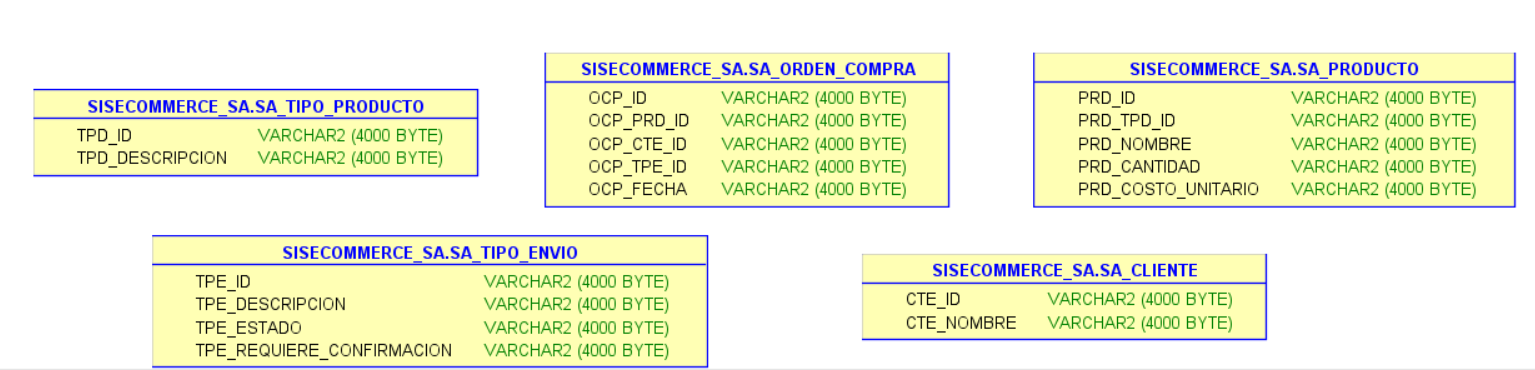 SISECOMMERCE_SA.SA_TIPO_PRODUCTO
TPD_ID VARCHAR2 (4000 BYTE)
TPD_DESCRIPCION VARCHAR2 (4000 BYTE)
SISECOMMERCE_SA.SA_ORDEN_COMPRA
OCP_ID VARCHAR2 (4000 BYTE)
OCP_PRD_ID VARCHAR2 (4000 BYTE)
OCP_CTE_ID VARCHAR2 (4000 BYTE)
OCP_TPE_ID VARCHAR2 (4000 BYTE)
OCP_FECHA VARCHAR2 (4000 BYTE)
SISECOMMERCE_SA.SA_PRODUCTO
PRD_ID VARCHAR2 (4000 BYTE)
PRD_TPD_ID VARCHAR2 (4000 BYTE)
PRD_NOMBRE VARCHAR2 (4000 BYTE)
PRD_CANTIDAD VARCHAR2 (4000 BYTE)
PRD_COSTO_UNITARIO VARCHAR2 (4000 BYTE)
SISECOMMERCE_SA.SA_TIPO_ENVIO
TPE_ID VARCHAR2 (4000 BYTE)
TPE_DESCRIPCION VARCHAR2 (4000 BYTE)
TPE_ESTADO VARCHAR2 (4000 BYTE)
TPE_REQUIERE_CONFIRMACION VARCHAR2 (4000 BYTE)
SISECOMMERCE_SA.SA_CLIENTE
CTE_ID VARCHAR2 (4000 BYTE)
CTE_NOMBRE VARCHAR2 (4000 BYTE)